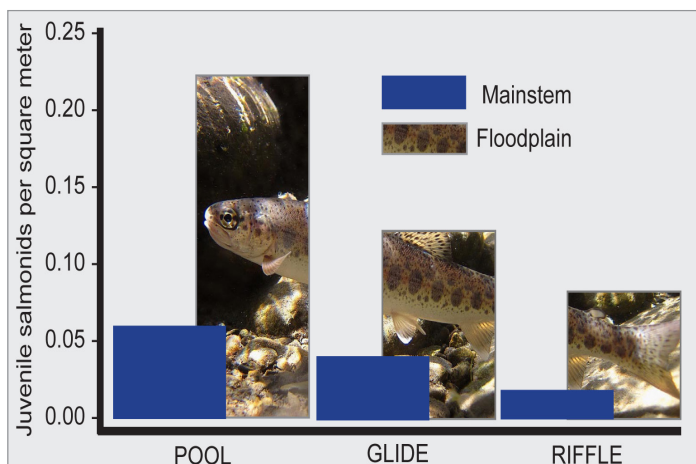 Juvenile salmonids per square meter
0.25
0.20
0.15
0.10
0.05
0.00
Mainstem
Floodplain
POOL
GLIDE
RIFFLE